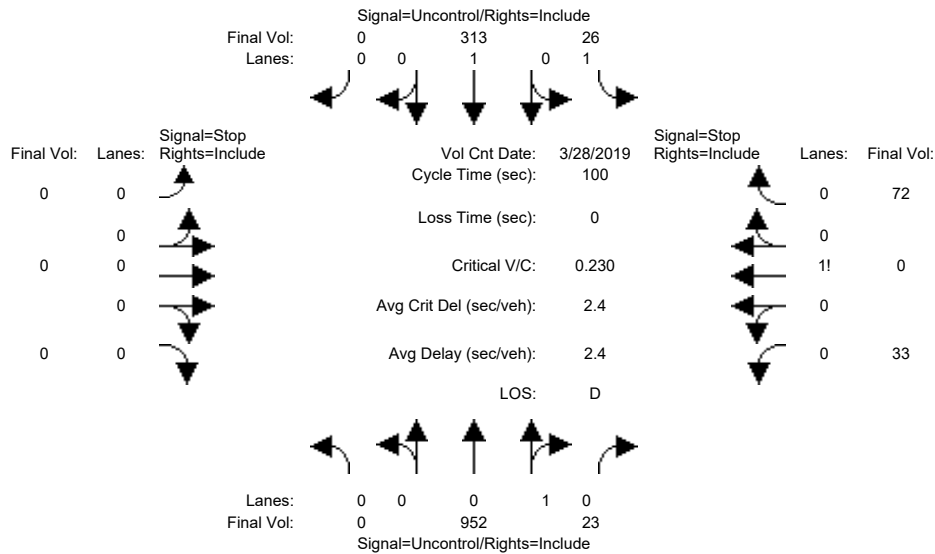 Signal=Uncontrol/Rights=Include
Final Vol: 0 313 26
Lanes: 0 0 1 0 1
Signal=Stop Signal=Stop
Final Vol: Lanes: Rights=Include Vol Cnt Date: 3/28/2019 Rights=Include Lanes: Final Vol:
Cycle Time (sec): 100
0 0 0 72
Loss Time (sec): 0
0 0
0 0 Critical V/C: 0.230 1! 0
0 Avg Crit Del (sec/veh): 2.4 0
0 0 Avg Delay (sec/veh): 2.4 0 33
LOS: D
Lanes: 0 0 0 1 0
Final Vol: 0 952 23
Signal=Uncontrol/Rights=Include